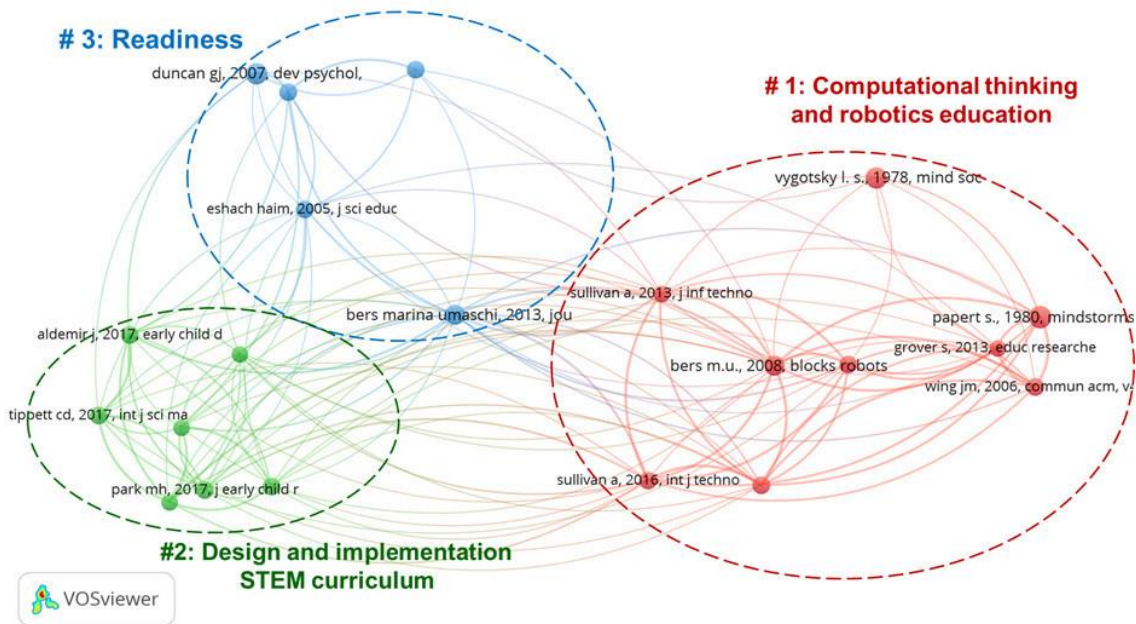 # 3: Readiness
duncan gj, 2007, dev psychol,
# 1: Computational thinking
and robotics education
vygotsky l. s., 1978, mind soc
eshach haim, 2005, j sci educ
sullivan a, 2013, j inf techno
bers marina umaschi, 2013, jou
papert s., 1980, mindstorms
aldemir j, 2017, early child d
grover s, 2013, educ researche
bers m.u., 2008, blocks robots
wing jm, 2006, commun acm, v-
tippett cd, 2017, int j sci ma
sullivan a, 2016, int j techno
park mh, 2017, j early child r
#2: Design and implementation
STEM curriculum
VOSviewer